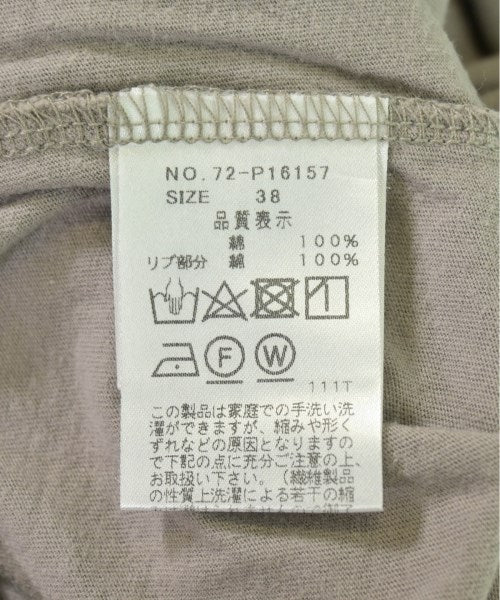 NO.72-P16157
SIZE 38
品質表示
綿 100%
リブ部分 綿 100%
F W
111T
この製品は家庭での手洗い洗
濯ができますが、縮みや形く
ずれなどの原因となりますの
で下記の点に充分ご注意の上、
お取扱い下さい。（繊維製品
の性質上洗濯による若干の縮